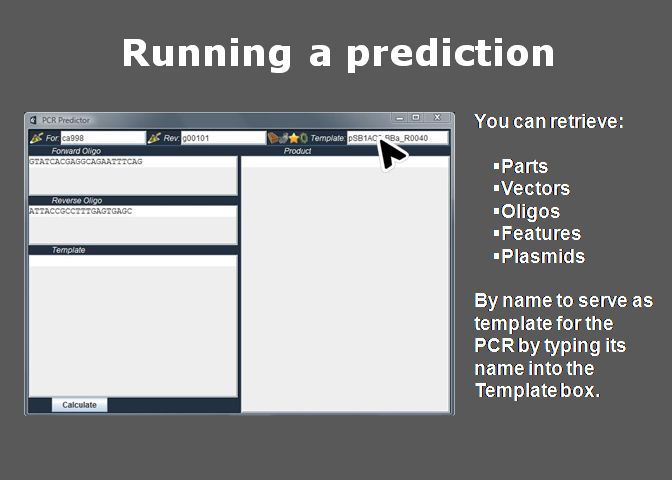 Running a prediction
PCR Predictor
For: ca998 Rev: g00101 Template: BBa_R0040
Forward Oligo
Product
GTATCACGAGGCAGAATTTCAG
Reverse Oligo
ATTACCGCCTTTGAGTGAGC
Template
Calculate
You can retrieve:
▪Parts
▪Vectors
▪Oligos
▪Features
▪Plasmids
By name to serve as
template for the
PCR by typing its
name into the
Template box.